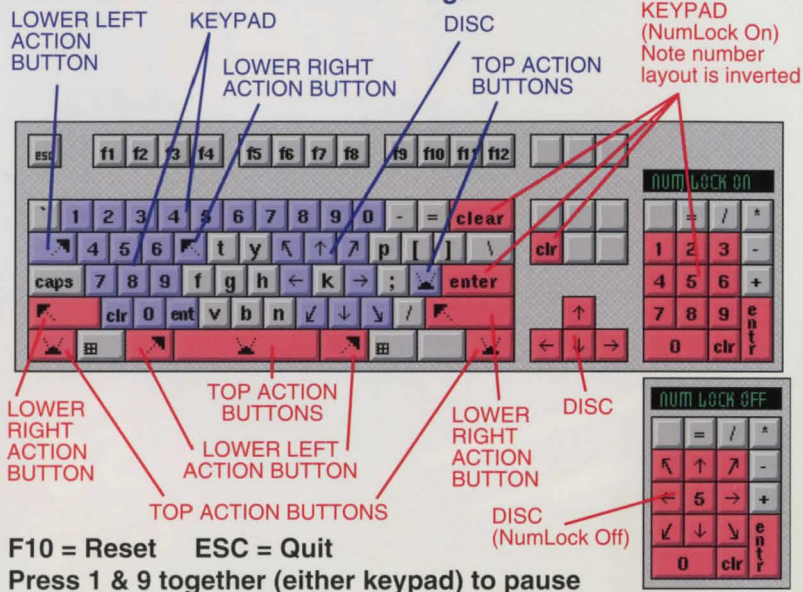 LOWER LEFT
ACTION
BUTTON
KEYPAD
LOWER RIGHT
ACTION BUTTON
DISC
TOP ACTION
BUTTONS
KEYPAD
(NumLock On)
Note number
layout is inverted
esc f1 f2 f3 f4 f5 f6 f7 f8 f9 f10 f11 f12
NUM LOCK ON
` 1 2 3 4 5 6 7 8 9 0 - = clear
= / *
4 5 6 t y ↖ ↑ ↗ p [ ] \ clr
1 2 3 -
caps 7 8 9 f g h ← k → ; enter
4 5 6 +
clr 0 ent v b n ↙ ↓ ↘ / ↑
7 8 9 entr
← ↓ →
0 clr
LOWER
RIGHT
ACTION
BUTTON
TOP ACTION
BUTTONS
LOWER LEFT
ACTION BUTTON
TOP ACTION BUTTONS
LOWER
RIGHT
ACTION
BUTTON
DISC
DISC
(NumLock Off)
NUM LOCK OFF
= / *
↖ ↑ ↗ -
← 5 → +
↙ ↓ ↘ entr
0 clr
F10 = Reset ESC = Quit
Press 1 & 9 together (either keypad) to pause